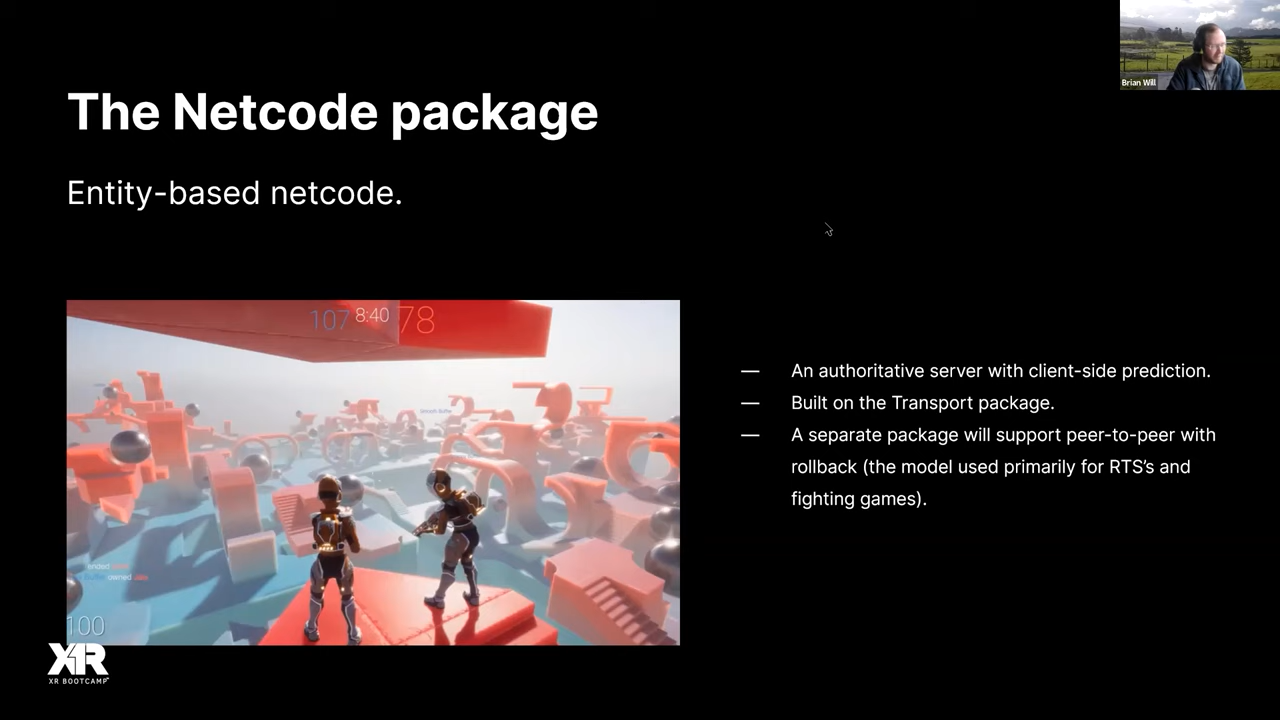 Brian Will
The Netcode package
Entity-based netcode.
107 8:40 78
— An authoritative server with client-side prediction.
— Built on the Transport package.
— A separate package will support peer-to-peer with
rollback (the model used primarily for RTS’s and
fighting games).
ended
owned
100
XR
XR BOOTCAMP